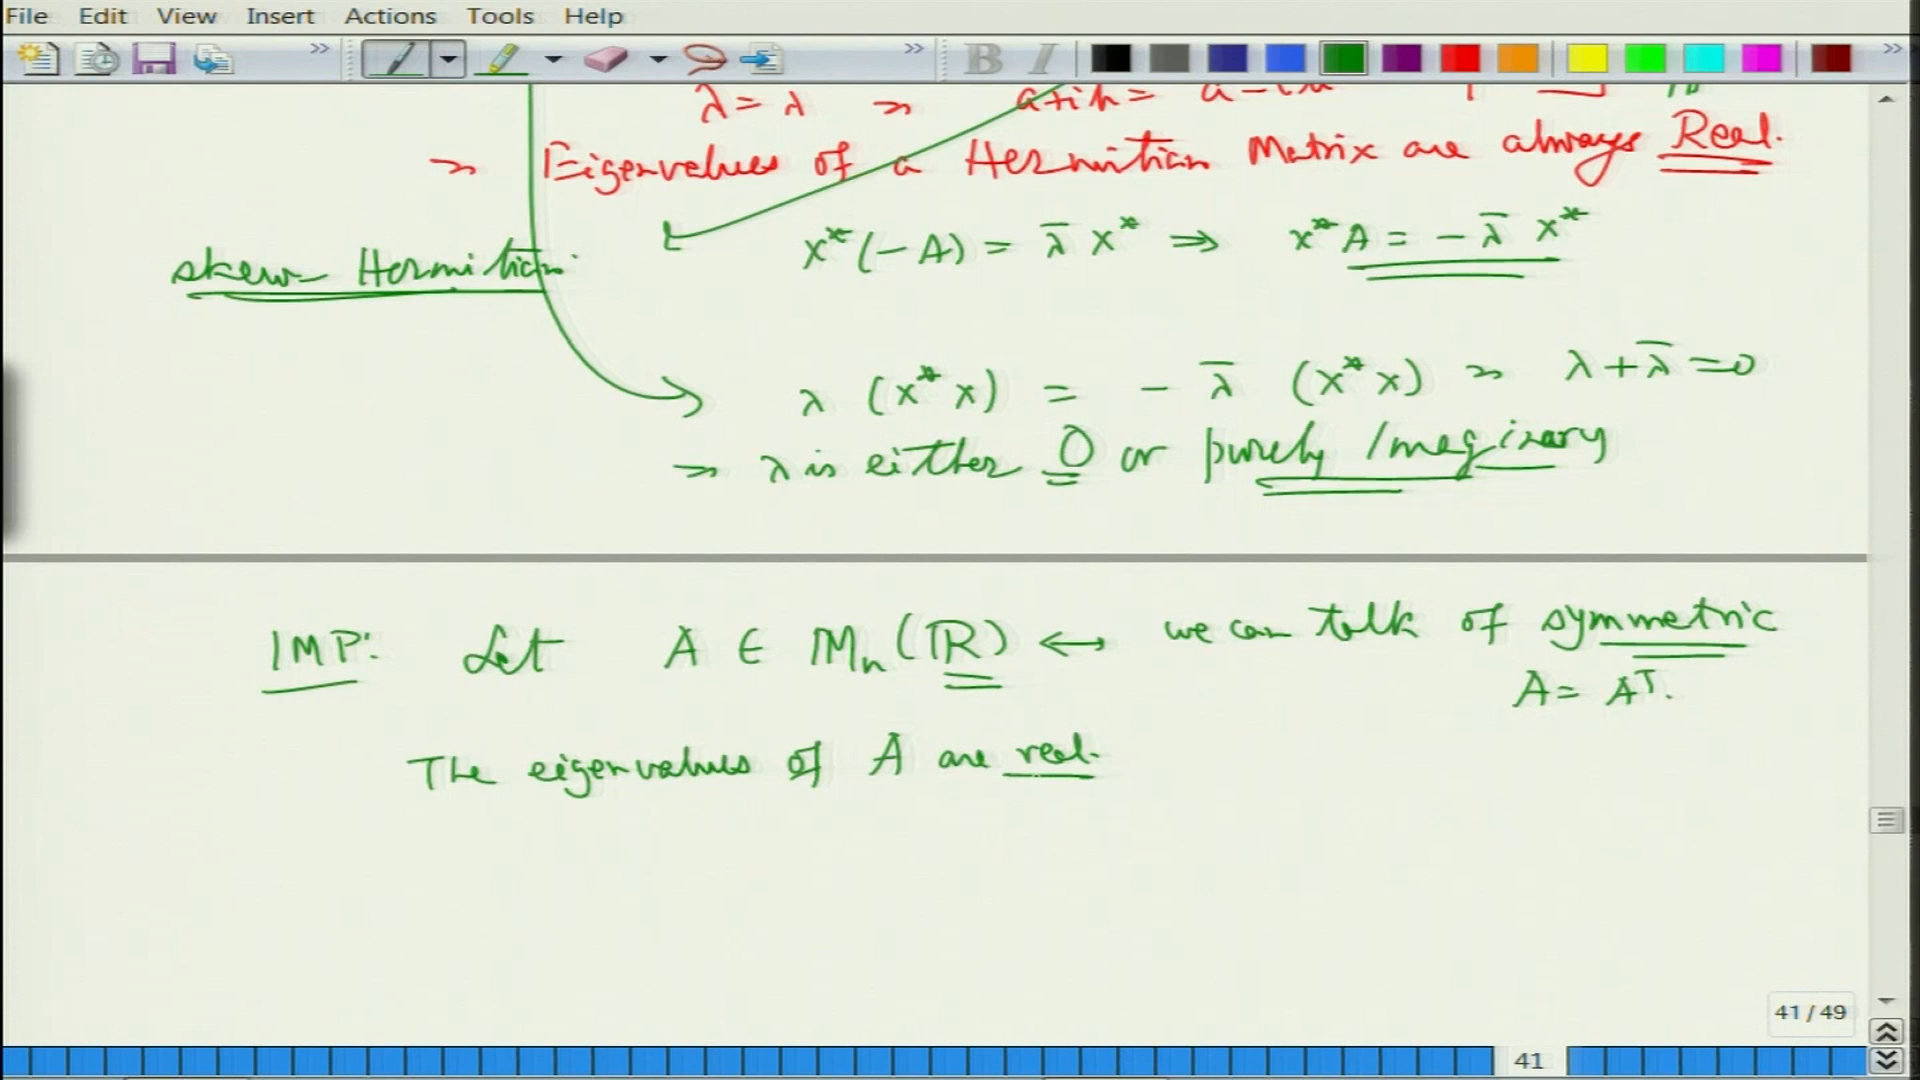 File Edit View Insert Actions Tools Help
λ = λ ⇒ a+ib =
⇒ Eigenvalues of a Hermitian Matrix are always Real.
x*(-A) = λ̄ x* ⇒ x*A = -λ̄ x*
skew-Hermitian.
λ (x*x) = - λ̄ (x*x) ⇒ λ + λ̄ = 0
⇒ λ is either 0 or purely Imaginary
IMP: Let A ∈ Mₙ(ℝ) ↔ we can talk of symmetric
A = Aᵀ.
The eigenvalues of A are real.
41 / 49
41